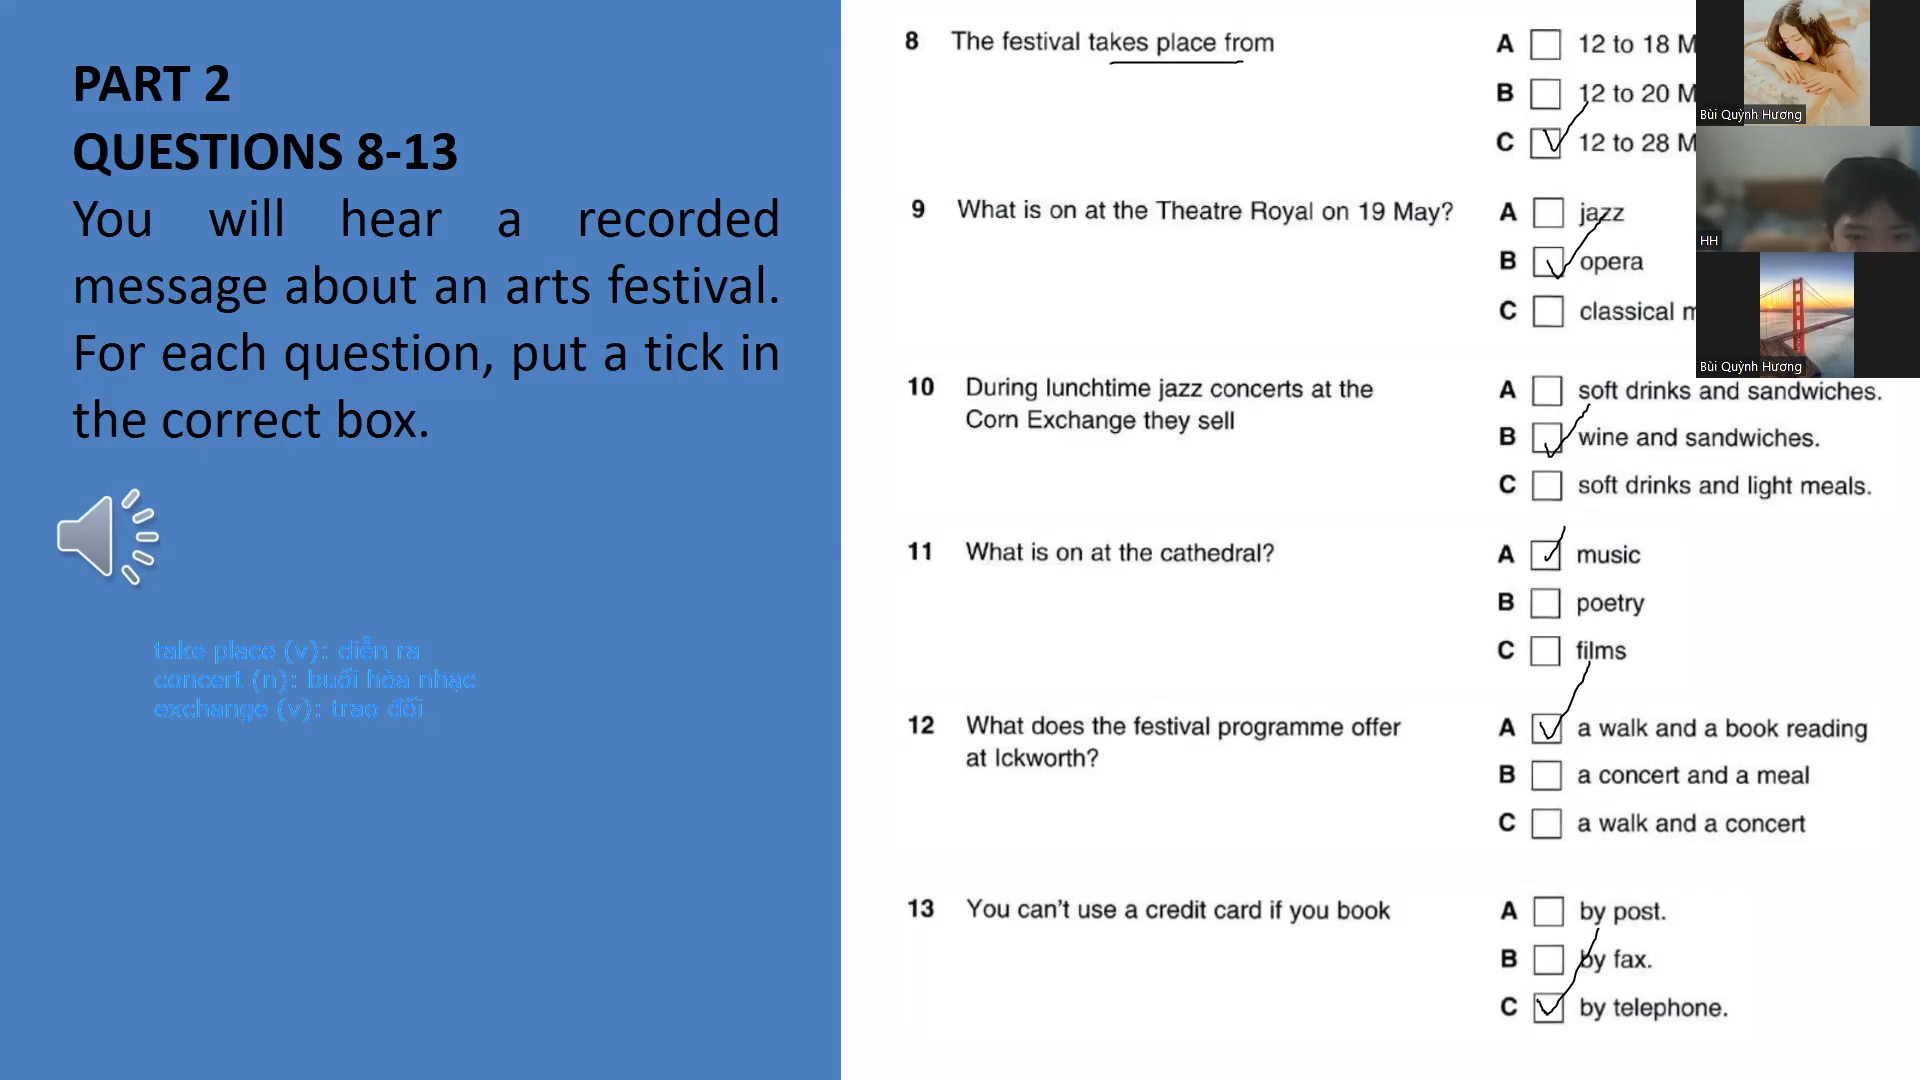 PART 2
QUESTIONS 8-13
You will hear a recorded
message about an arts festival.
For each question, put a tick in
the correct box.
take place (v): diễn ra
concert (n): buổi hòa nhạc
exchange (v): trao đổi
8 The festival takes place from
A 12 to 18 M
B 12 to 20 M
C 12 to 28 M
9 What is on at the Theatre Royal on 19 May?
A jazz
B opera
C classical
10 During lunchtime jazz concerts at the
Corn Exchange they sell
A soft drinks and sandwiches.
B wine and sandwiches.
C soft drinks and light meals.
11 What is on at the cathedral?
A music
B poetry
C films
12 What does the festival programme offer
at Ickworth?
A a walk and a book reading
B a concert and a meal
C a walk and a concert
13 You can't use a credit card if you book
A by post.
B by fax.
C by telephone.
Bùi Quỳnh Hương
HH
Bùi Quỳnh Hương